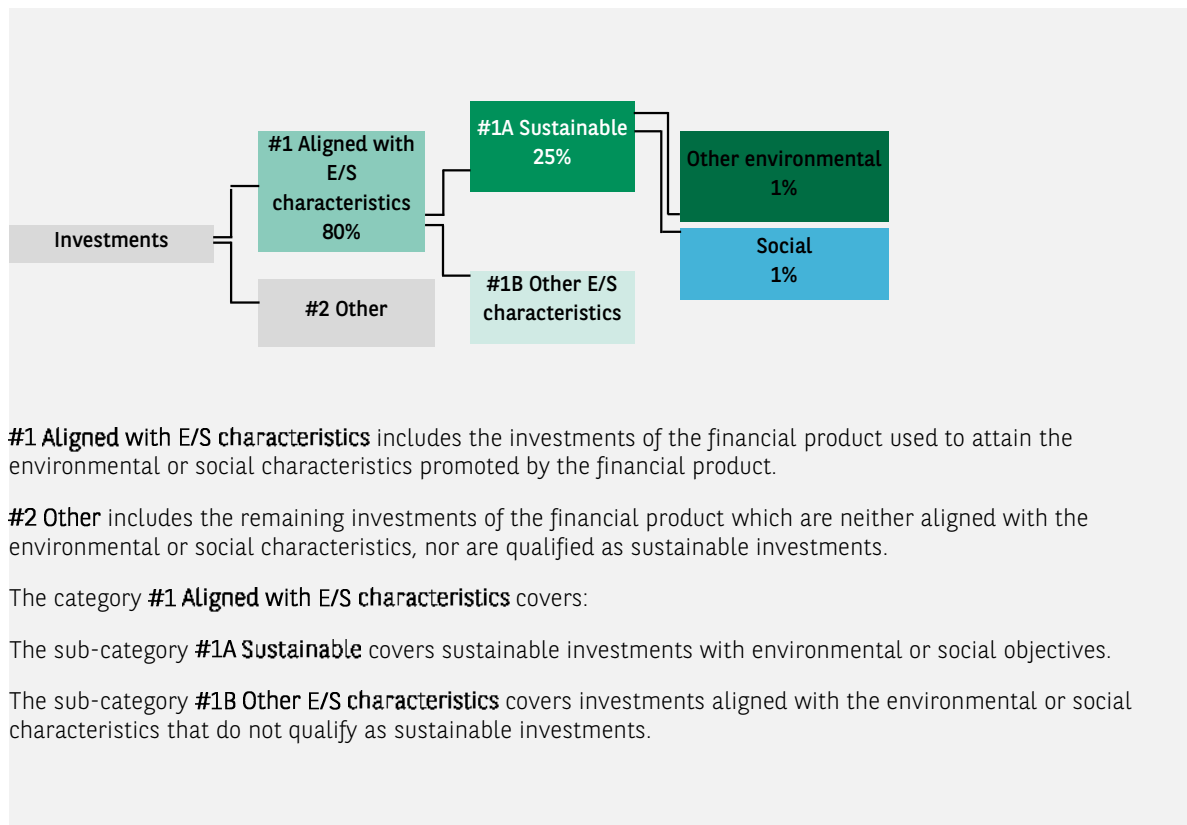 Investments
#1 Aligned with
E/S
characteristics
80%
#2 Other
#1A Sustainable
25%
#1B Other E/S
characteristics
Other environmental
1%
Social
1%
#1 Aligned with E/S characteristics includes the investments of the financial product used to attain the
environmental or social characteristics promoted by the financial product.
#2 Other includes the remaining investments of the financial product which are neither aligned with the
environmental or social characteristics, nor are qualified as sustainable investments.
The category #1 Aligned with E/S characteristics covers:
The sub-category #1A Sustainable covers sustainable investments with environmental or social objectives.
The sub-category #1B Other E/S characteristics covers investments aligned with the environmental or social
characteristics that do not qualify as sustainable investments.